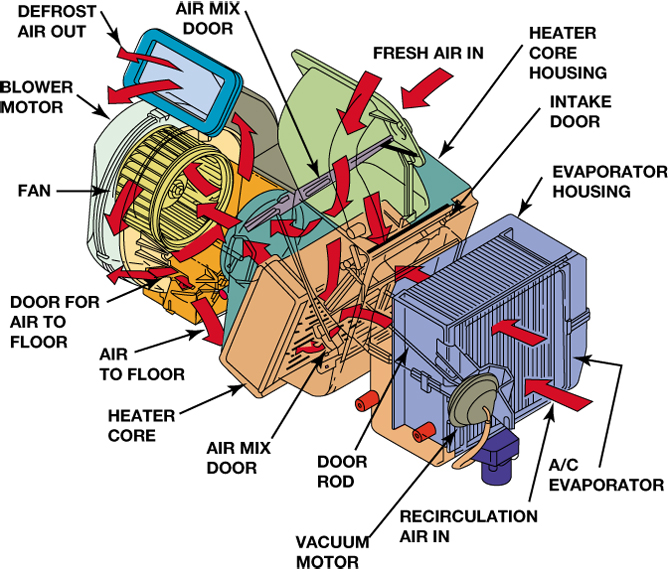 DEFROST
AIR OUT
AIR MIX
DOOR
FRESH AIR IN
HEATER
CORE
HOUSING
BLOWER
MOTOR
INTAKE
DOOR
EVAPORATOR
HOUSING
FAN
DOOR FOR
AIR TO
FLOOR
AIR
TO FLOOR
HEATER
CORE
AIR MIX
DOOR
DOOR
ROD
VACUUM
MOTOR
RECIRCULATION
AIR IN
A/C
EVAPORATOR